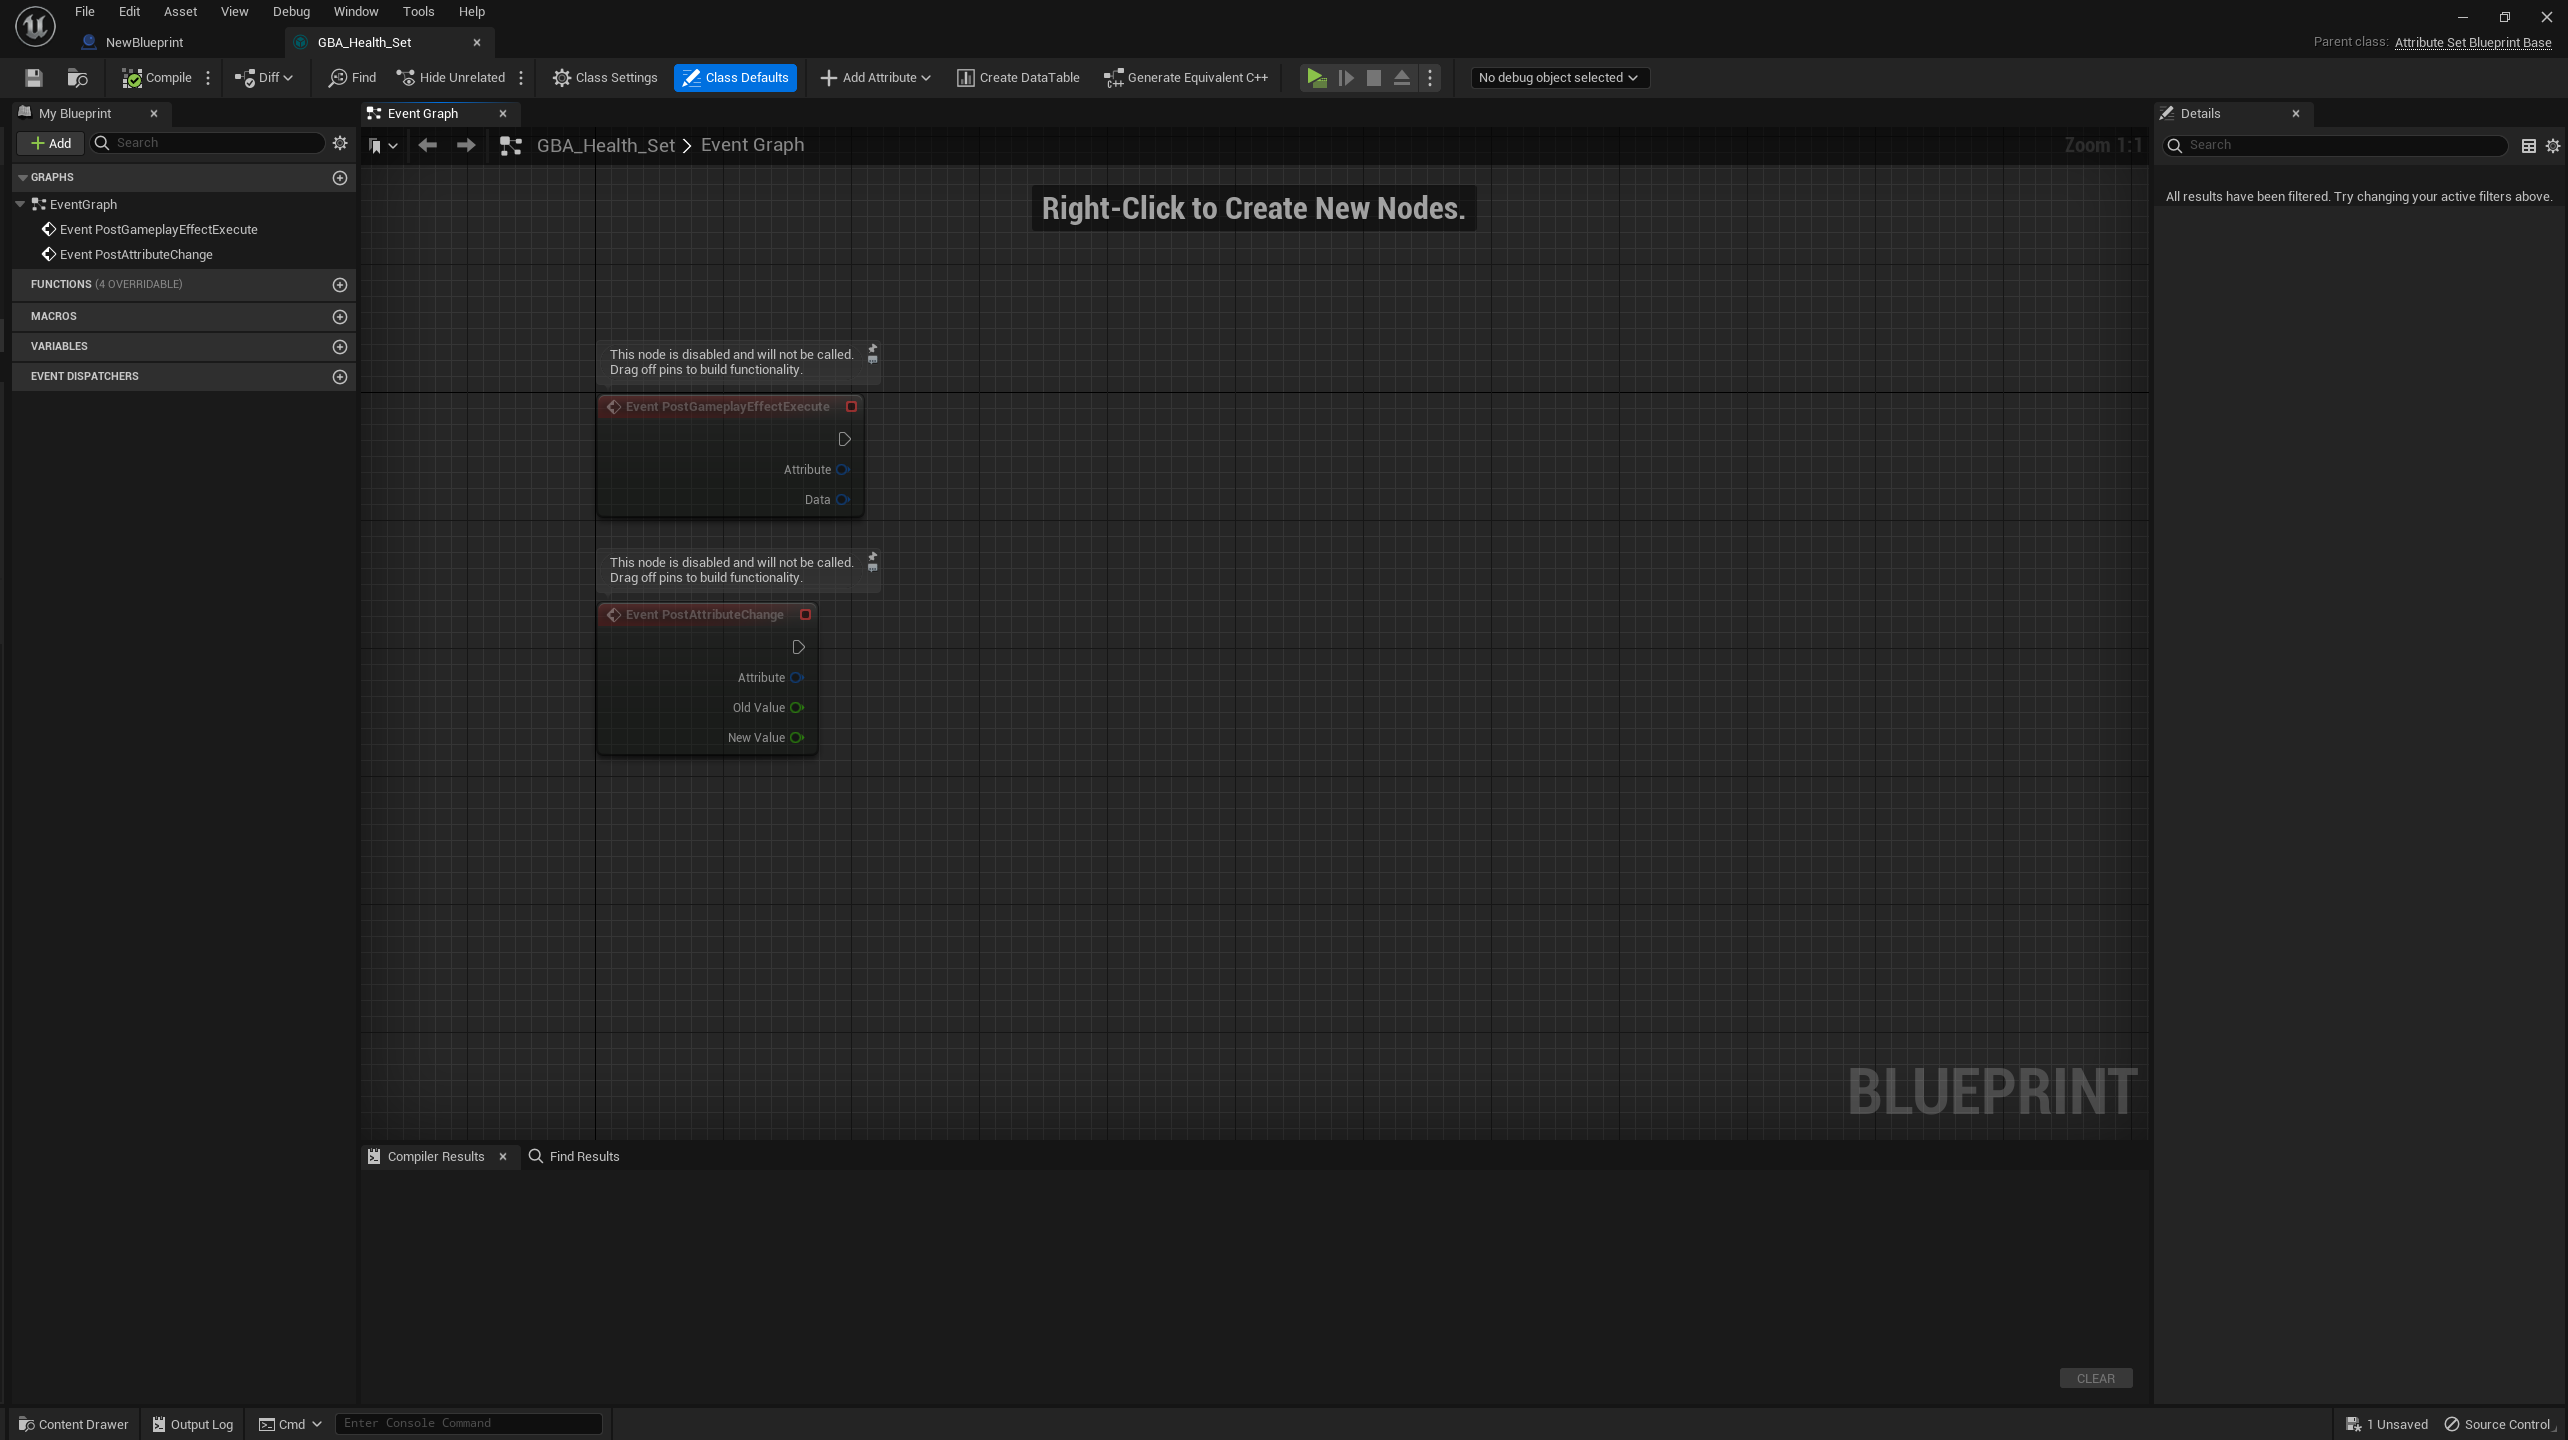 File Edit Asset View Debug Window Tools Help
NewBlueprint
GBA_Health_Set
Parent class: Attribute Set Blueprint Base
Compile
Diff
Find
Hide Unrelated
Class Settings
Class Defaults
Add Attribute
Create DataTable
Generate Equivalent C++
No debug object selected
My Blueprint
Event Graph
Details
Add
Search
GBA_Health_Set > Event Graph
Zoom 1:1
Search
GRAPHS
EventGraph
Event PostGameplayEffectExecute
Event PostAttributeChange
FUNCTIONS (4 OVERRIDABLE)
MACROS
VARIABLES
EVENT DISPATCHERS
Right-Click to Create New Nodes.
All results have been filtered. Try changing your active filters above.
This node is disabled and will not be called.
Drag off pins to build functionality.
Event PostGameplayEffectExecute
Attribute
Data
This node is disabled and will not be called.
Drag off pins to build functionality.
Event PostAttributeChange
Attribute
Old Value
New Value
BLUEPRINT
Compiler Results
Find Results
CLEAR
Content Drawer
Output Log
Cmd
Enter Console Command
1 Unsaved
Source Control